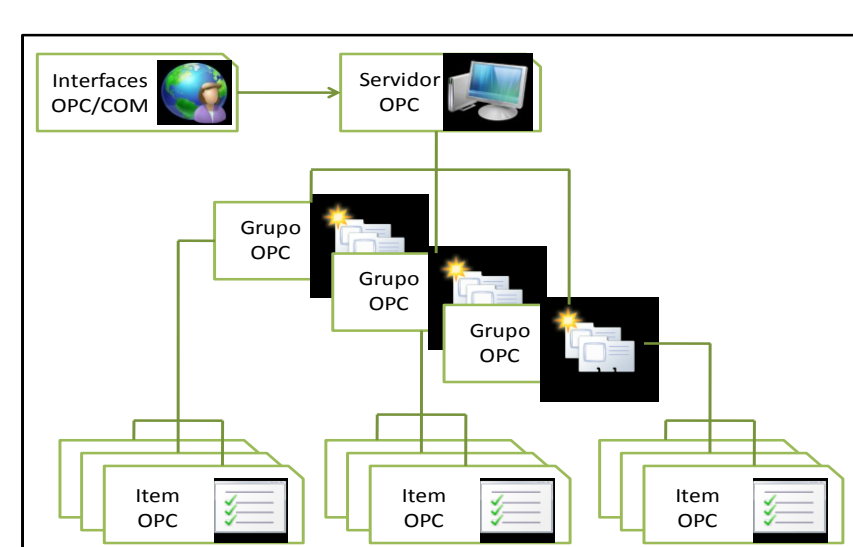 Interfaces
OPC/COM
Servidor
OPC
Grupo
OPC
Grupo
OPC
Grupo
OPC
Item
OPC
Item
OPC
Item
OPC